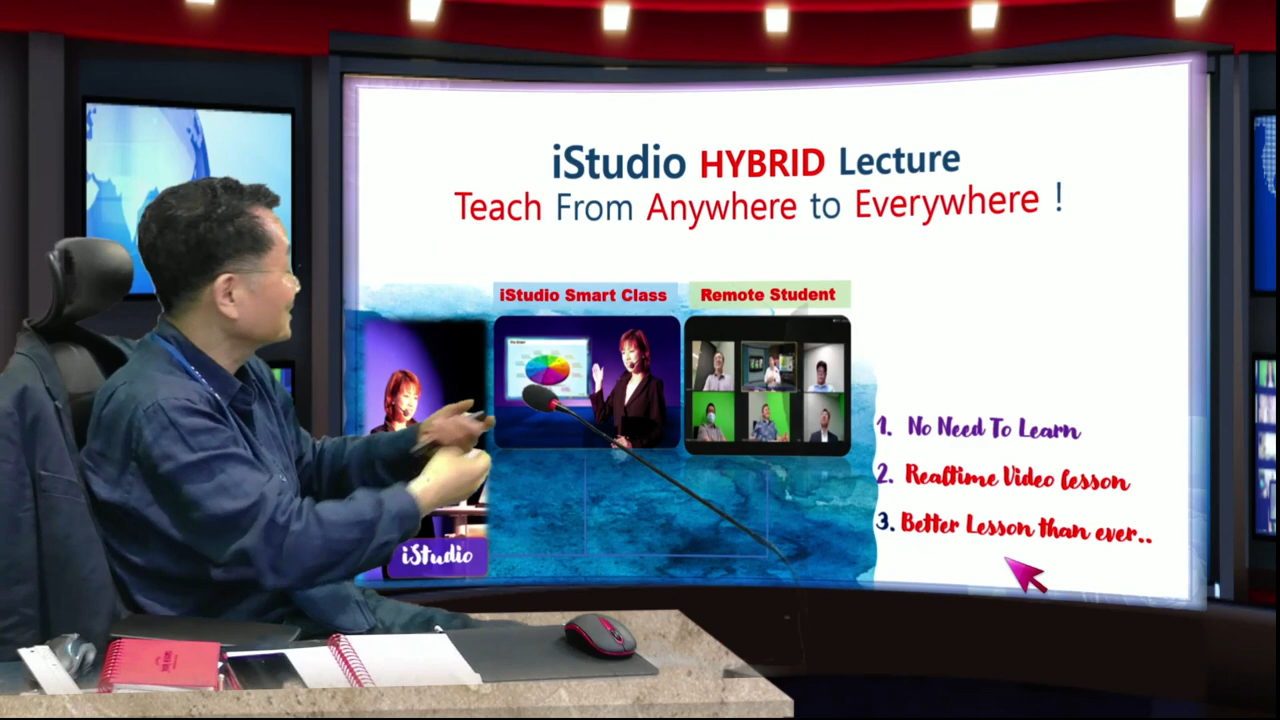 iStudio HYBRID Lecture
Teach From Anywhere to Everywhere !
iStudio Smart Class
Remote Student
1. No Need To Learn
2. Realtime Video lesson
3. Better Lesson than ever..
iStudio